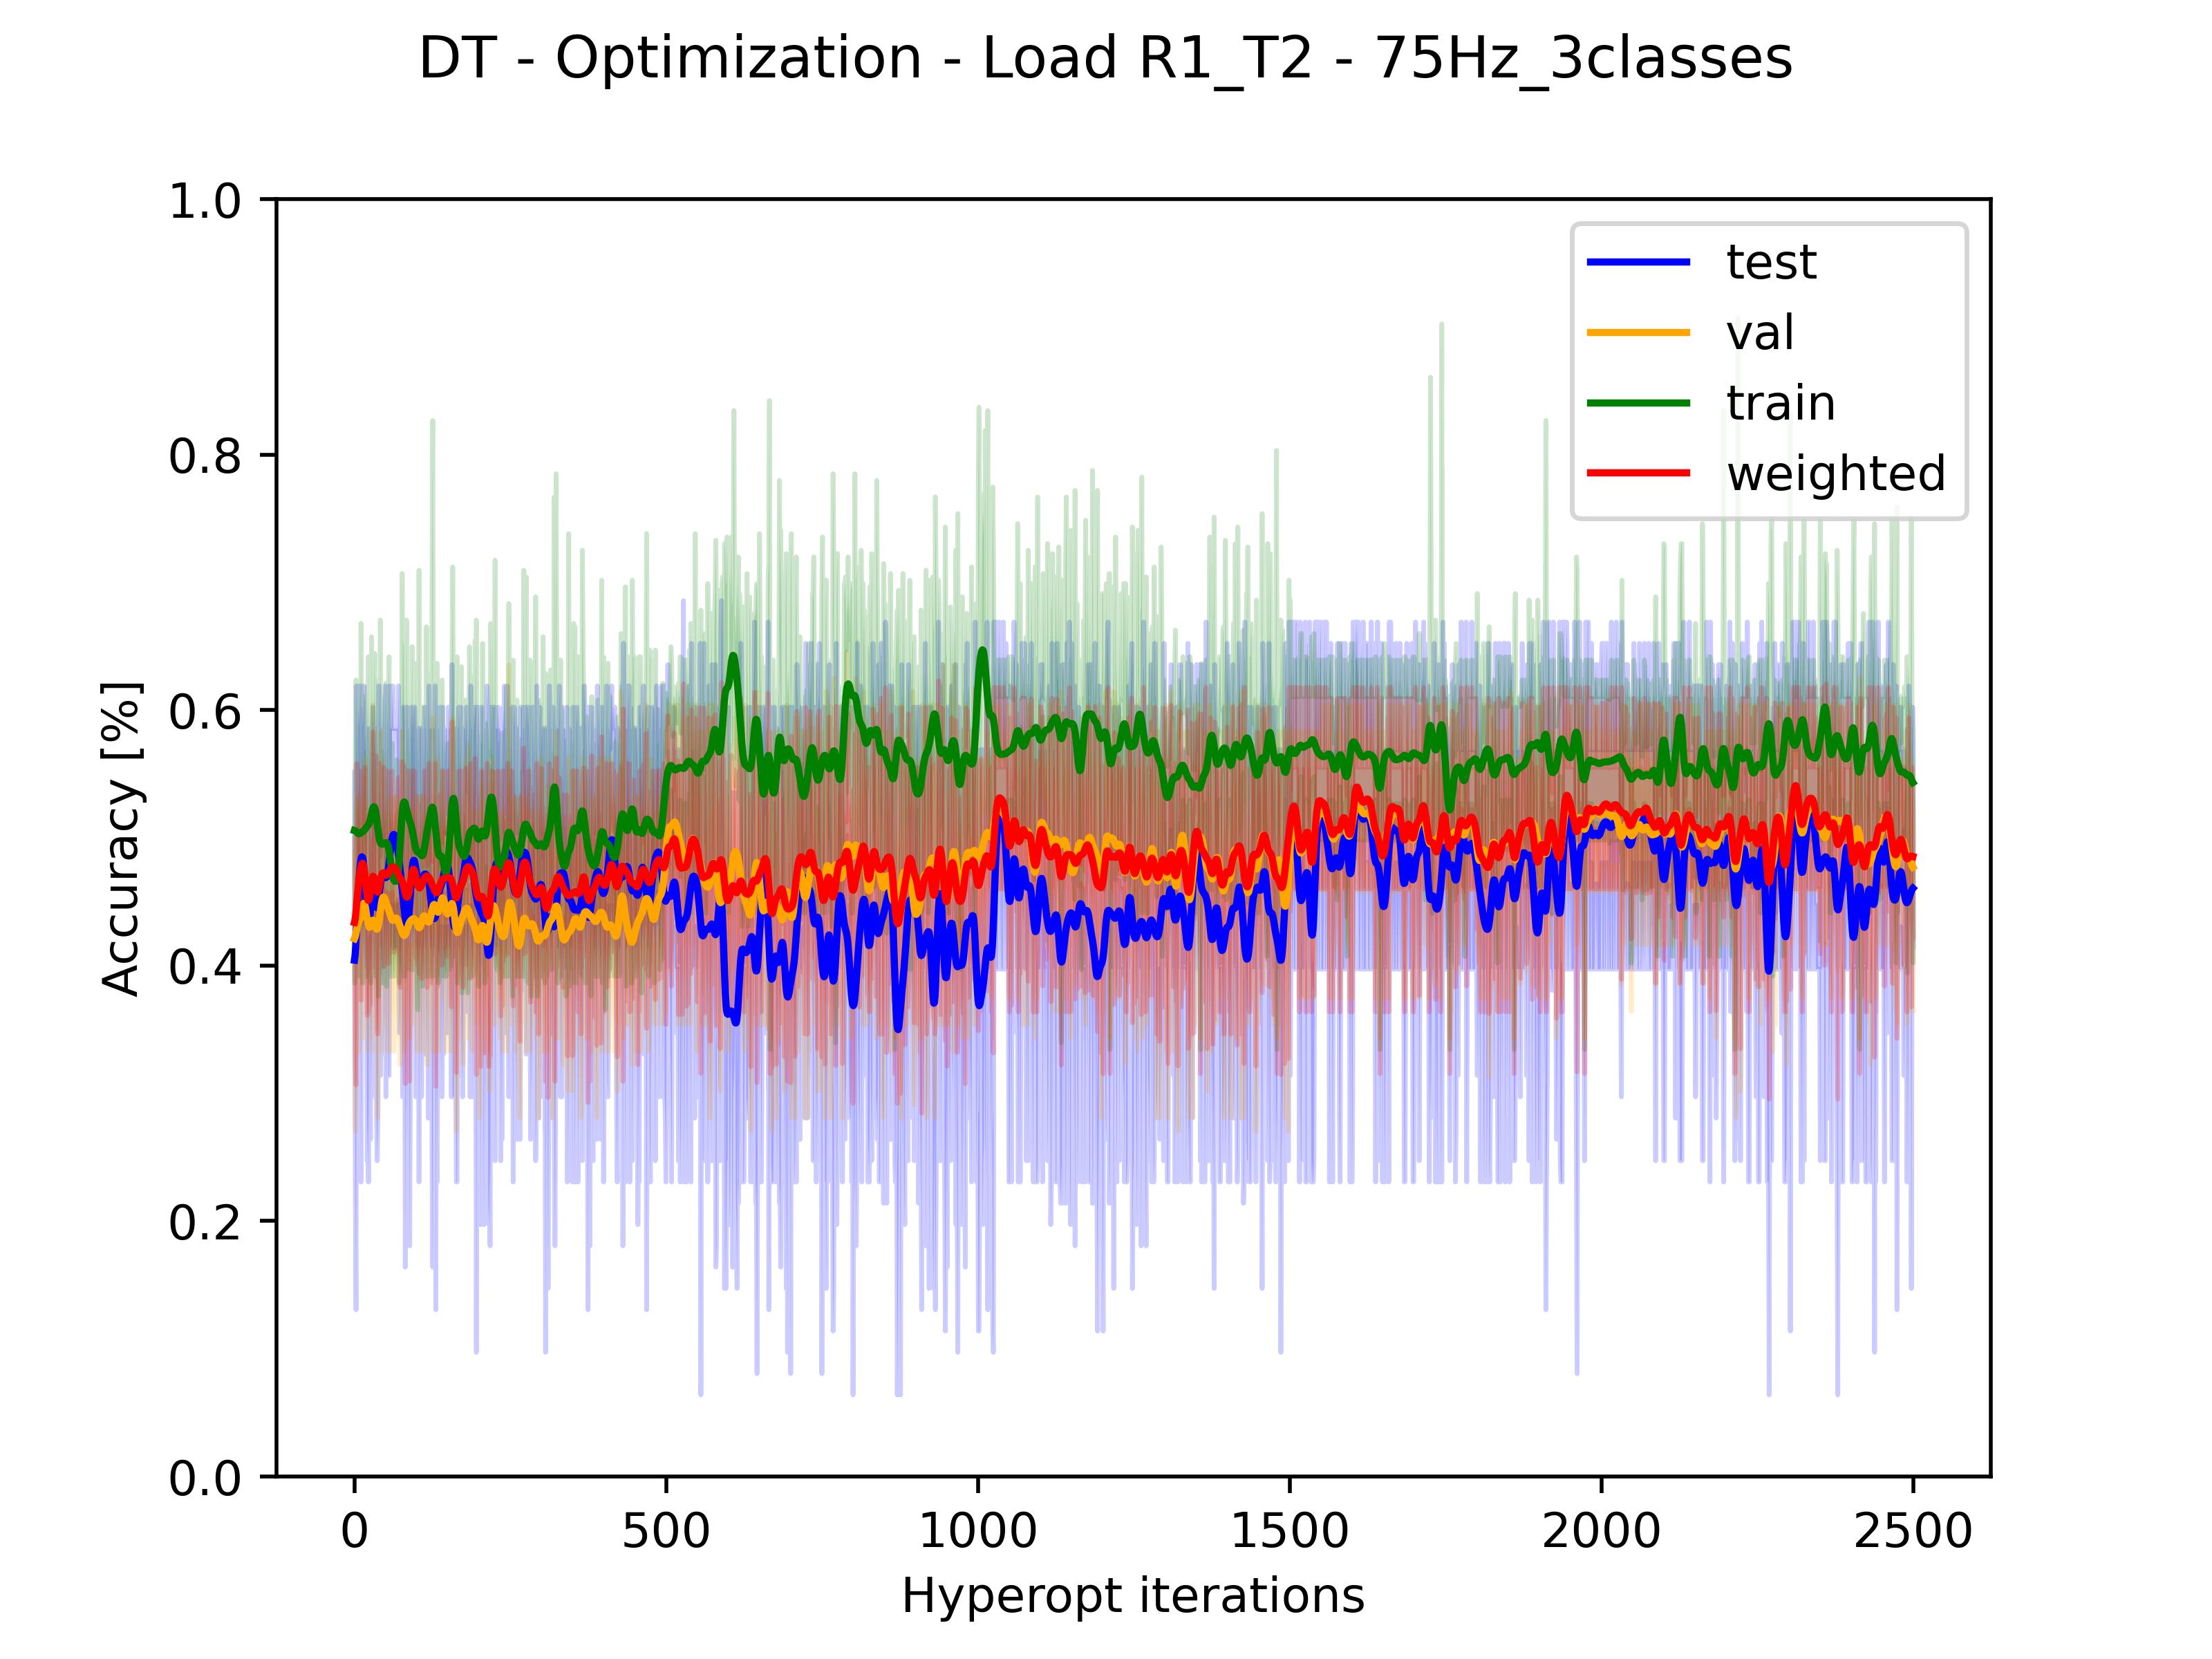 DT - Optimization - Load R1_T2 - 75Hz_3classes
1.0
0.8
0.6
0.4
0.2
0.0
Accuracy [%]
test
val
train
weighted
0 500 1000 1500 2000 2500
Hyperopt iterations